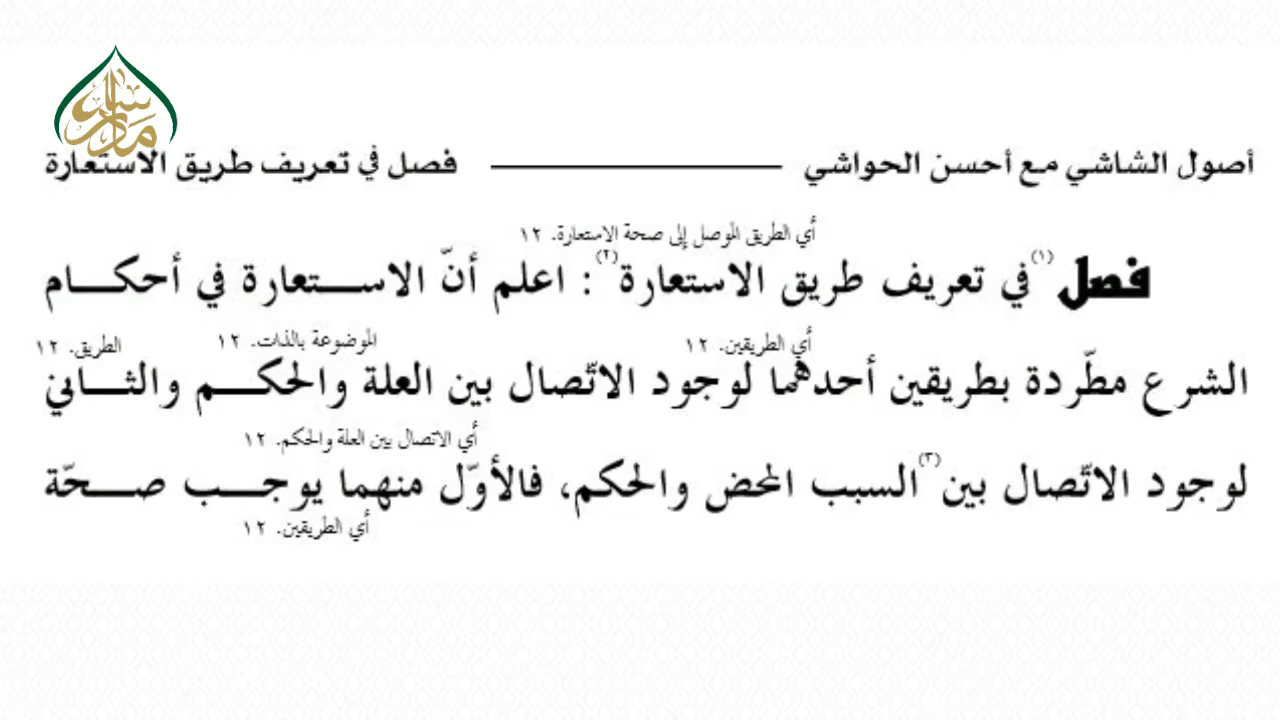 مدارس
أصول الشاشي مع أحسن الحواشي فصل في تعريف طريق الاستعارة
أي الطريق الموصل إلى صحة الاستعارة. ١٢
فصل(١) في تعريف طريق الاستعارة(٢): اعلم أنّ الاستعارة في أحكام
أي الطريقين. ١٢ الموضوعة بالذات. ١٢ الطريق. ١٢
الشرع مطّردة بطريقين أحدهما لوجود الاتّصال بين العلة والحكم والثاني
أي الاتصال بين العلة والحكم. ١٢
لوجود الاتّصال بين(٣) السبب المحض والحكم، فالأوّل منهما يوجب صحّة
أي الطريقين. ١٢